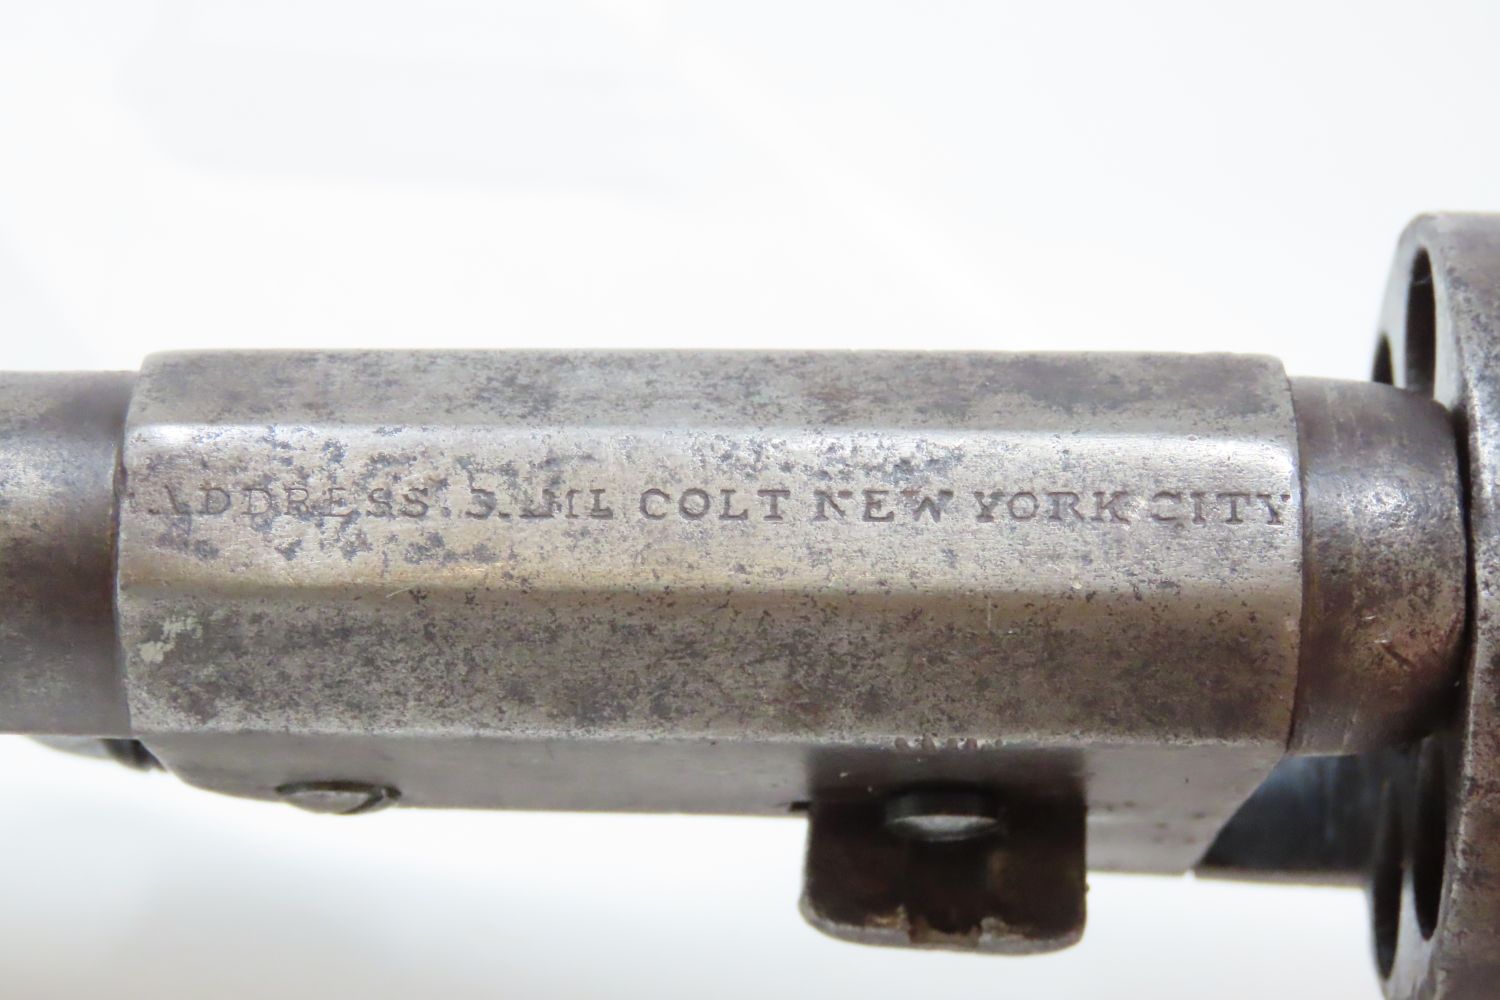 ADDRESS COLT NEW YORK CITY